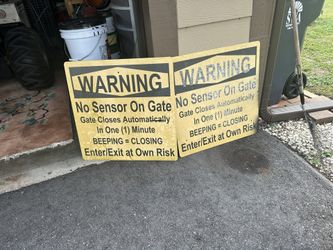 WARNING
No Sensor On Gate
Gate Closes Automatically
In One (1) Minute
BEEPING = CLOSING
Enter/Exit at Own Risk
WARNING
No Sensor On Gate
Gate Closes Automatically
In One (1) Minute
BEEPING = CLOSING
Enter/Exit at Own Risk